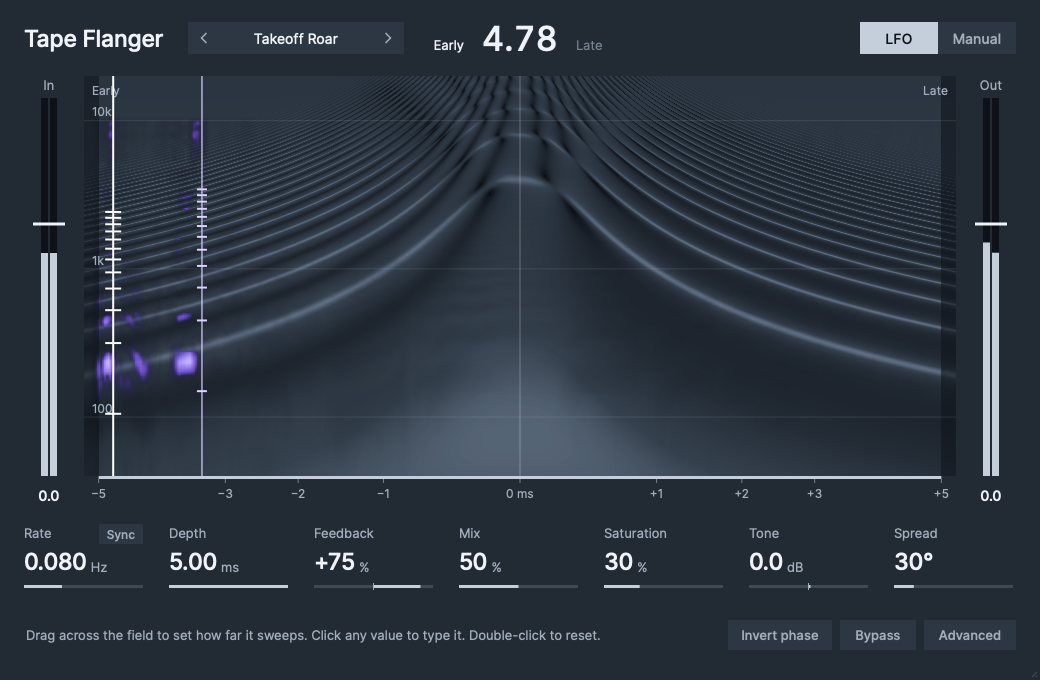 Tape Flanger
Takeoff Roar
Early 4.78 Late
LFO Manual
In
Out
Early
Late
10k
1k
100
−5 −3 −2 −1 0 ms +1 +2 +3 +5
0.0
0.0
Rate Sync Depth Feedback Mix Saturation Tone Spread
0.080 Hz 5.00 ms +75 % 50 % 30 % 0.0 dB 30°
Drag across the field to set how far it sweeps. Click any value to type it. Double-click to reset.
Invert phase Bypass Advanced